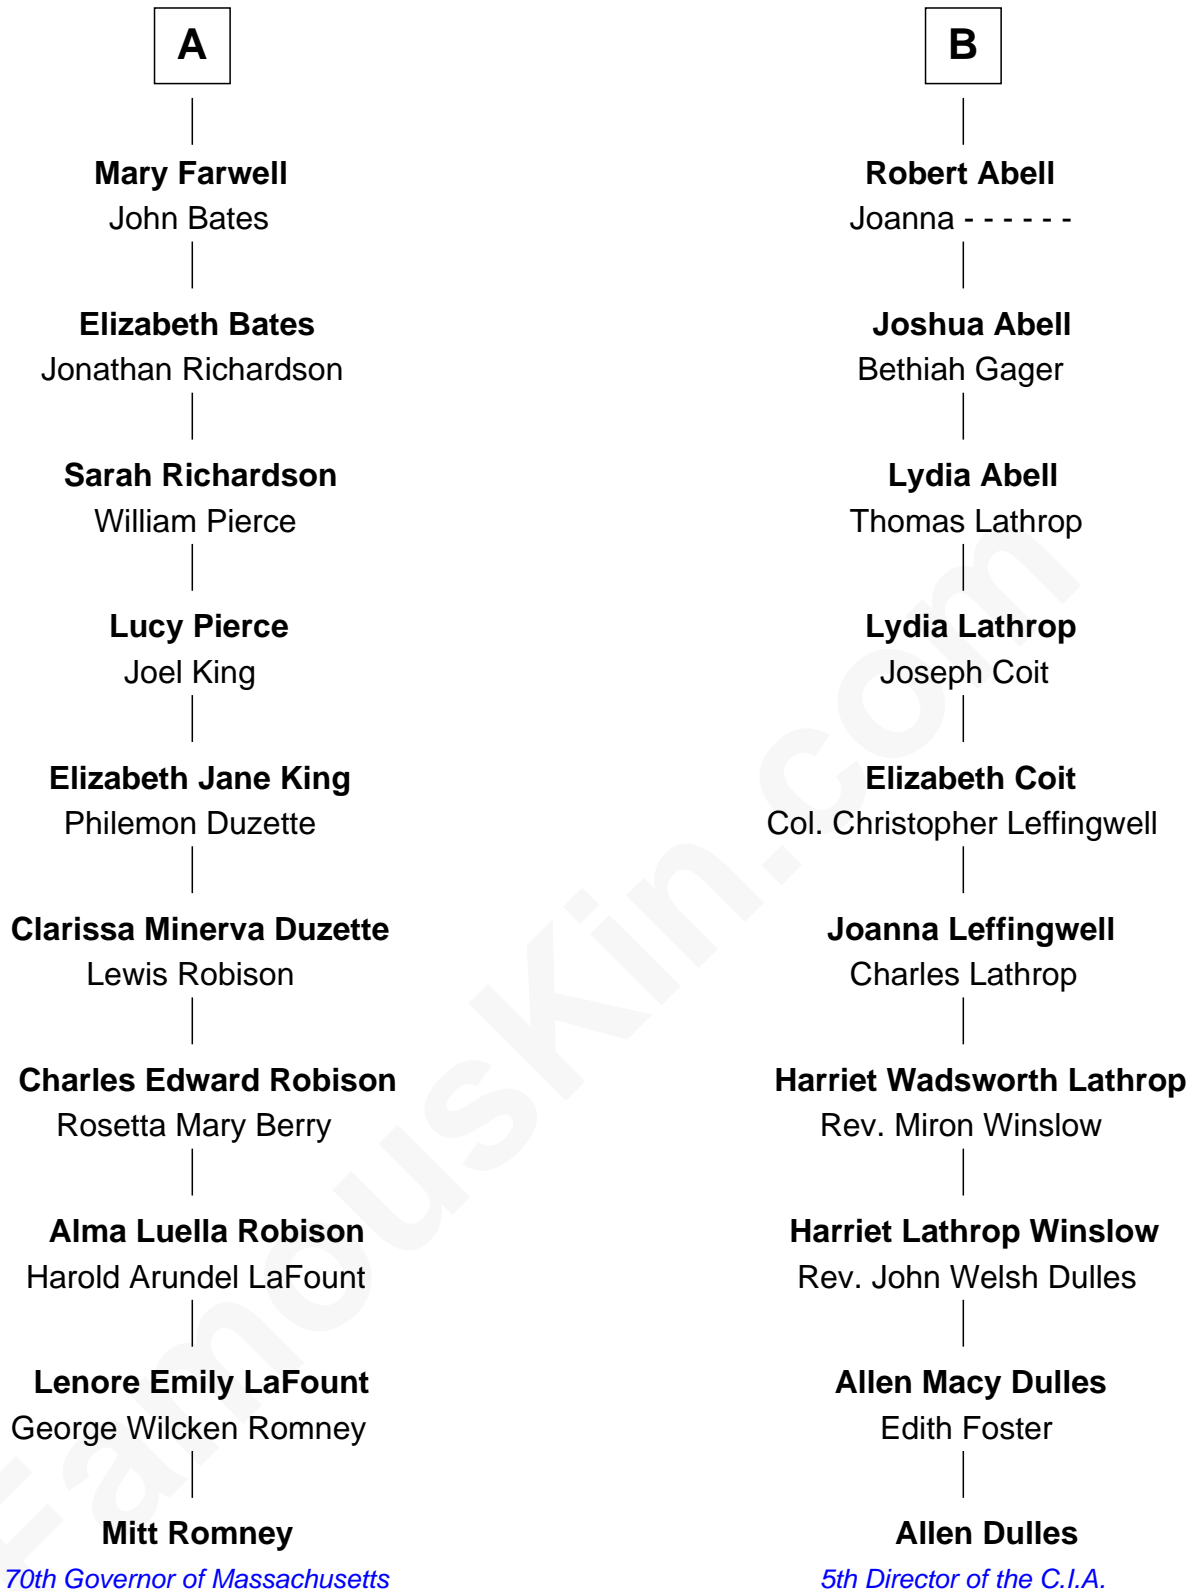 A
Mary Farwell
John Bates
Elizabeth Bates
Jonathan Richardson
Sarah Richardson
William Pierce
Lucy Pierce
Joel King
Elizabeth Jane King
Philemon Duzette
Clarissa Minerva Duzette
Lewis Robison
Charles Edward Robison
Rosetta Mary Berry
Alma Luella Robison
Harold Arundel LaFount
Lenore Emily LaFount
George Wilcken Romney
Mitt Romney
70th Governor of Massachusetts
B
Robert Abell
Joanna - - - - - -
Joshua Abell
Bethiah Gager
Lydia Abell
Thomas Lathrop
Lydia Lathrop
Joseph Coit
Elizabeth Coit
Col. Christopher Leffingwell
Joanna Leffingwell
Charles Lathrop
Harriet Wadsworth Lathrop
Rev. Miron Winslow
Harriet Lathrop Winslow
Rev. John Welsh Dulles
Allen Macy Dulles
Edith Foster
Allen Dulles
5th Director of the C.I.A.
FamousKin.com